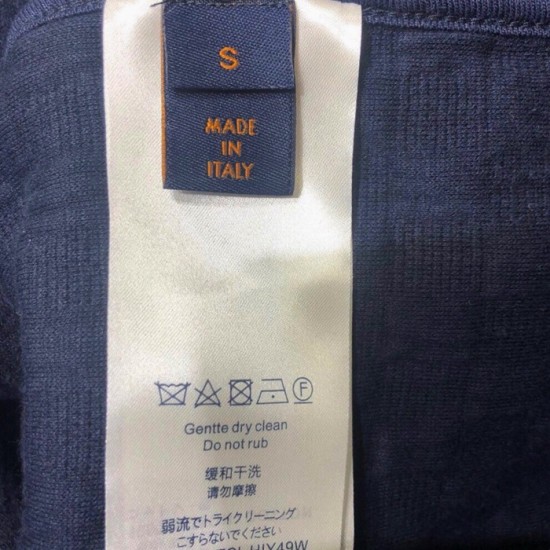 S
MADE
IN
ITALY
F
Gentte dry clean
Do not rub
缓和干洗
请勿摩擦
弱流でトライクリーニング
こすらないでください
HIY49W